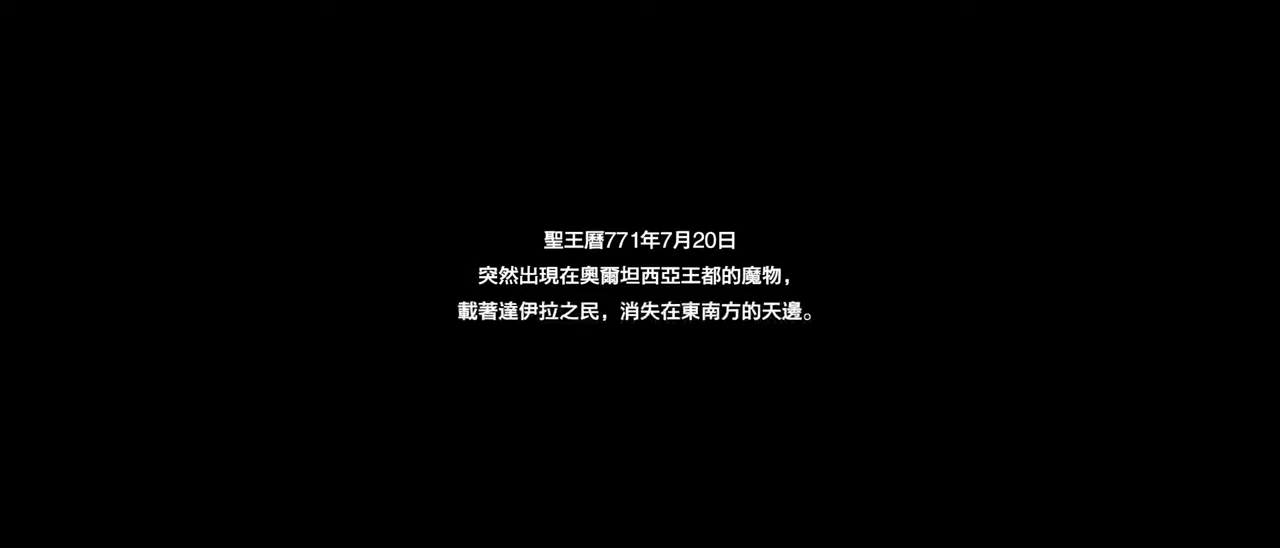 聖王曆771年7月20日
突然出現在奧爾坦西亞王都的魔物，
載著達伊拉之民，消失在東南方的天邊。